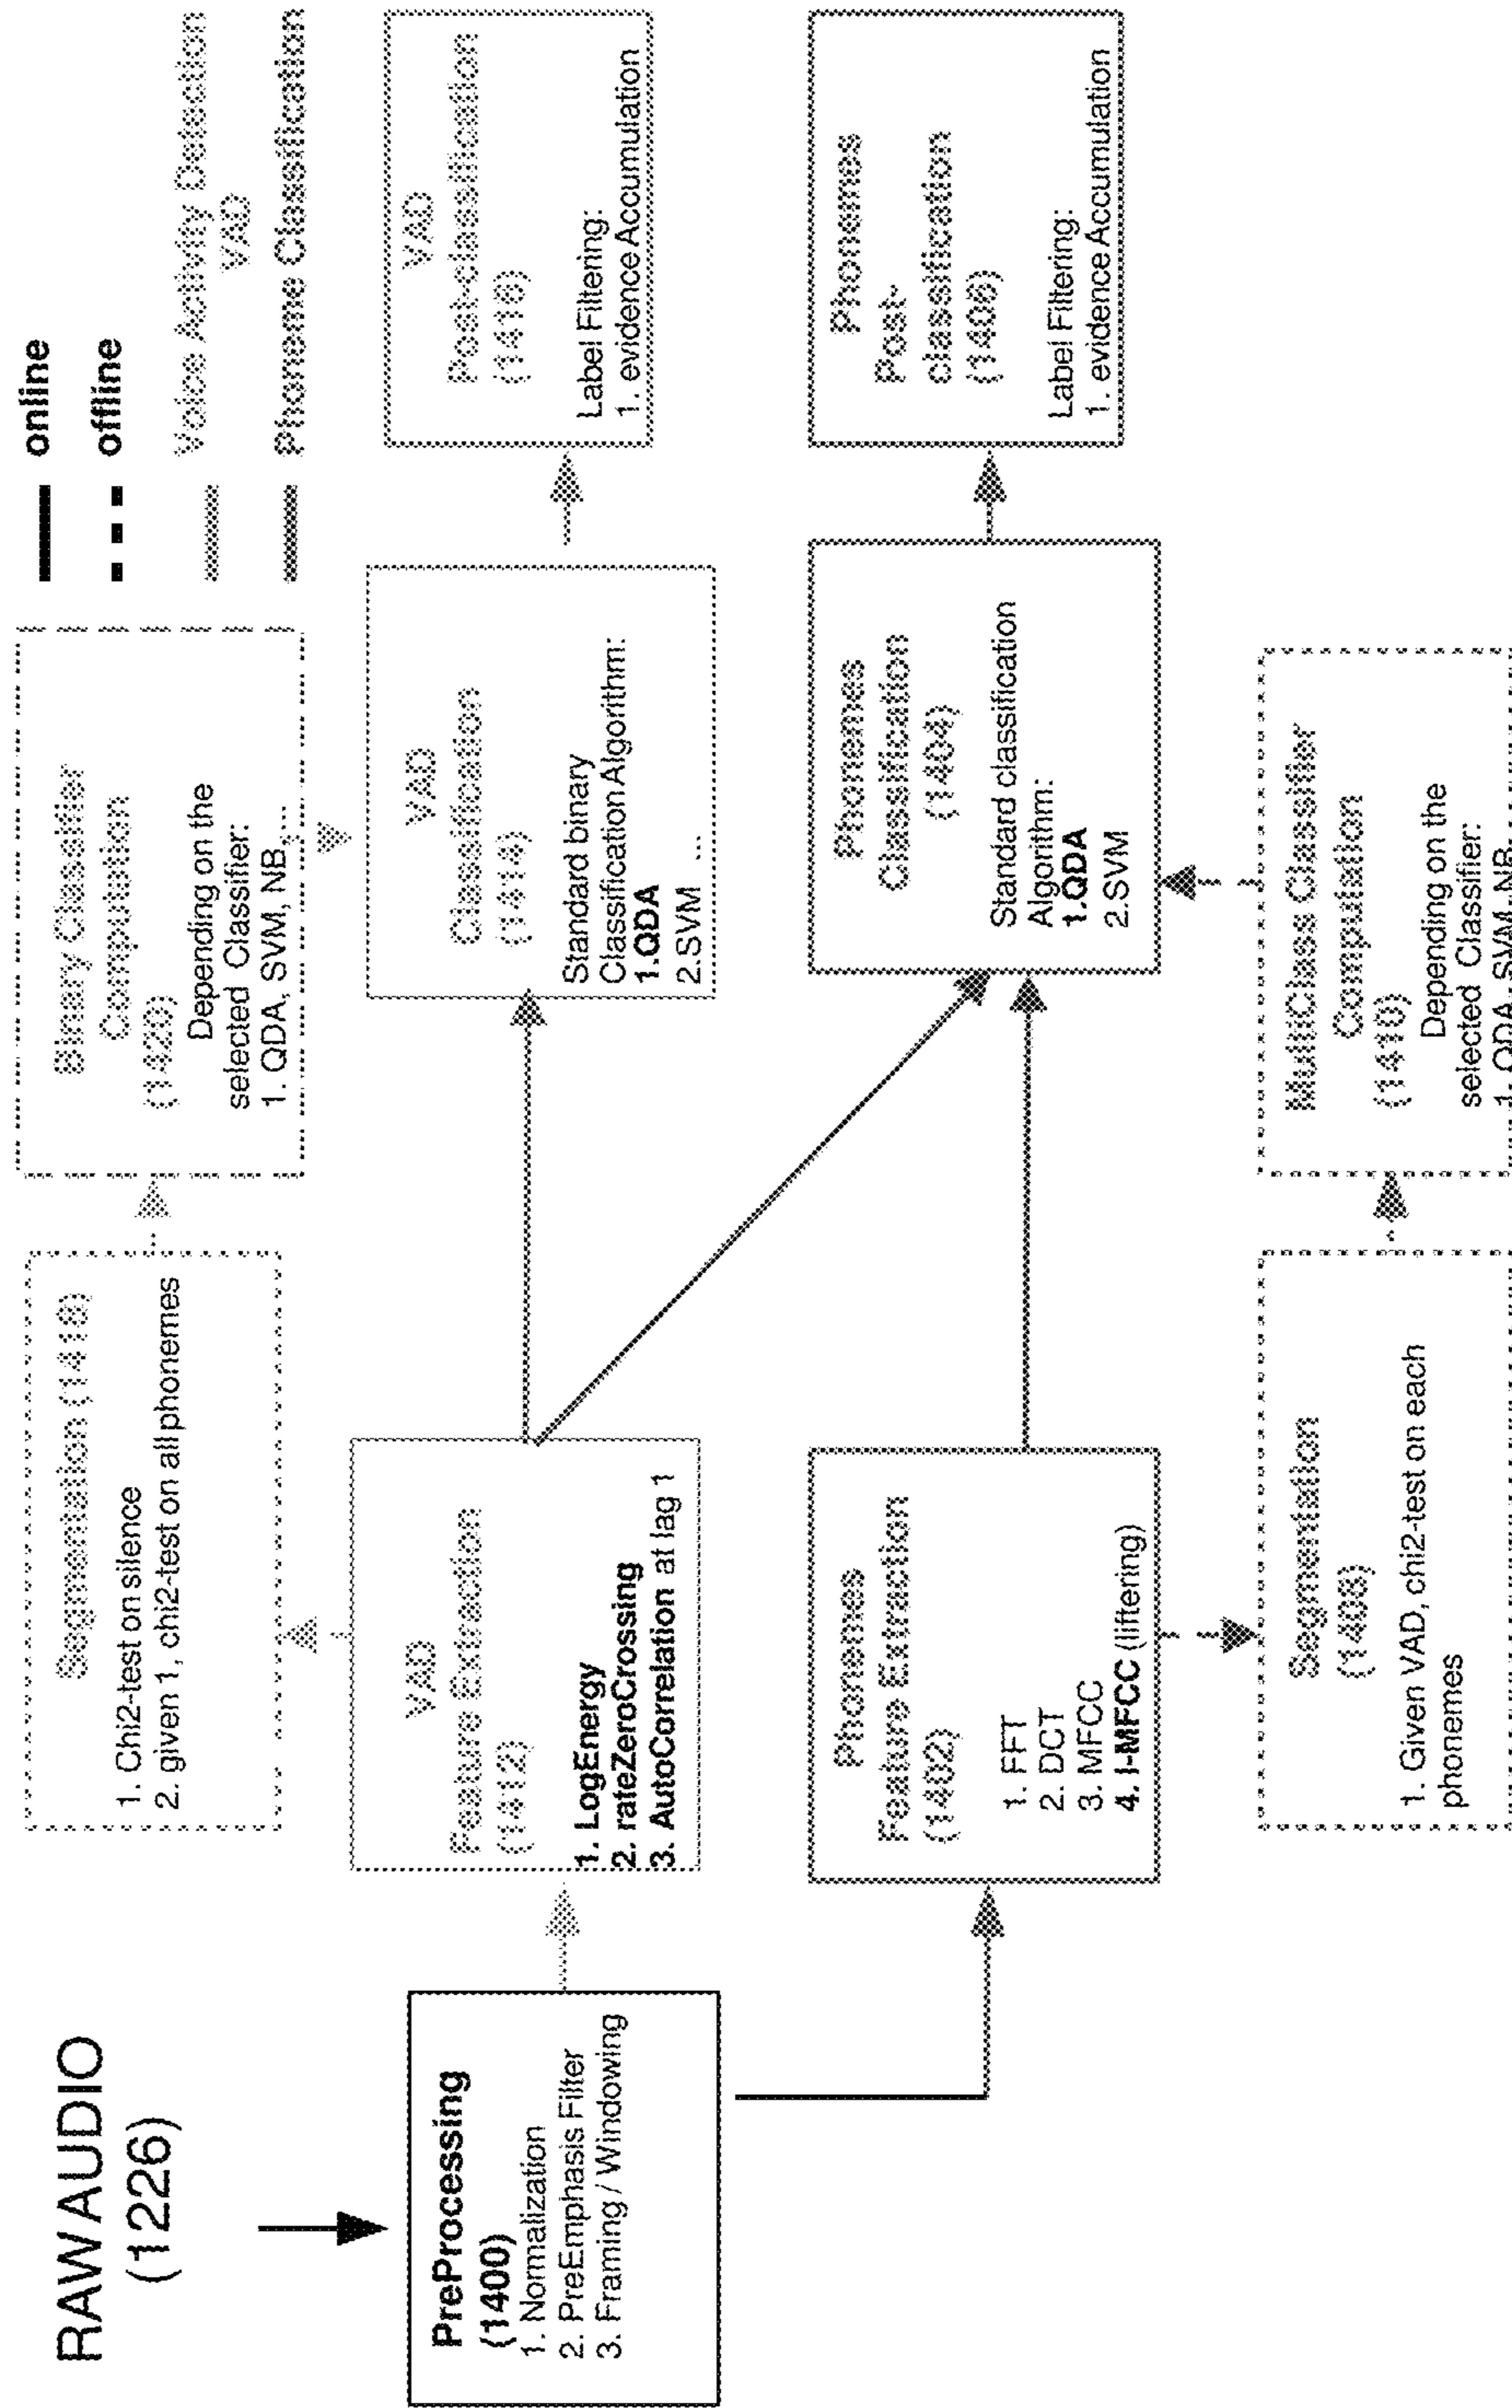 RAW AUDIO
(1226)
PreProcessing
(1400)
1. Normalization
2. PreEmphasis Filter
3. Framing / Windowing
Segmentation (1418)
1. Chi2-test on silence
2. given 1, chi2-test on all phonemes
VAD
Feature Extraction
(1412)
1. LogEnergy
2. rateZeroCrossing
3. AutoCorrelation at lag 1
Phonemes
Feature Extraction
(1402)
1. FFT
2. DCT
3. MFCC
4. I-MFCC (liftering)
Segmentation
(1408)
1. Given VAD, chi2-test on each
phonemes
Binary Classifier
Computation
(1420)
Depending on the
selected Classifier:
1. QDA, SVM, NB, ...
VAD
Classification
(1414)
Standard binary
Classification Algorithm:
1.QDA
2.SVM ...
Phonemes
Classification
(1404)
Standard classification
Algorithm:
1.QDA
2.SVM
MultiClass Classifier
Computation
(1410)
Depending on the
selected Classifier:
1. QDA, SVM, NB
online
offline
Voice Activity Detection
VAD
Phoneme Classification
VAD
Post-classification
(1416)
Label Filtering:
1. evidenceAccumulation
Phonemes
Post-
classification
(1406)
Label Filtering:
1. evidenceAccumulation